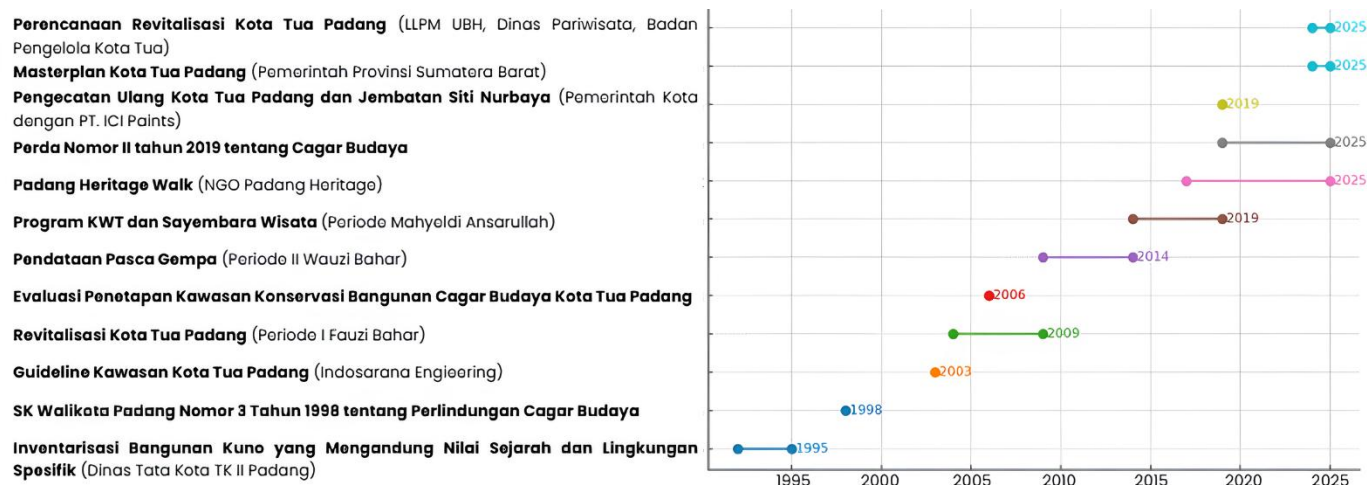 Perencanaan Revitalisasi Kota Tua Padang (LLPM UBH, Dinas Pariwisata, Badan
Pengelola Kota Tua)
2025
Masterplan Kota Tua Padang (Pemerintah Provinsi Sumatera Barat)
2025
Pengecatan Ulang Kota Tua Padang dan Jembatan Siti Nurbaya (Pemerintah Kota
dengan PT. ICI Paints)
2019
Perda Nomor II tahun 2019 tentang Cagar Budaya
2025
Padang Heritage Walk (NGO Padang Heritage)
2025
Program KWT dan Sayembara Wisata (Periode Mahyeldi Ansarullah)
2019
Pendataan Pasca Gempa (Periode II Wauzi Bahar)
2014
Evaluasi Penetapan Kawasan Konservasi Bangunan Cagar Budaya Kota Tua Padang
2006
Revitalisasi Kota Tua Padang (Periode I Fauzi Bahar)
2009
Guideline Kawasan Kota Tua Padang (Indosarana Engieering)
2003
SK Walikota Padang Nomor 3 Tahun 1998 tentang Perlindungan Cagar Budaya
1998
Inventarisasi Bangunan Kuno yang Mengandung Nilai Sejarah dan Lingkungan
Spesifik (Dinas Tata Kota TK II Padang)
1995
1995 2000 2005 2010 2015 2020 2025